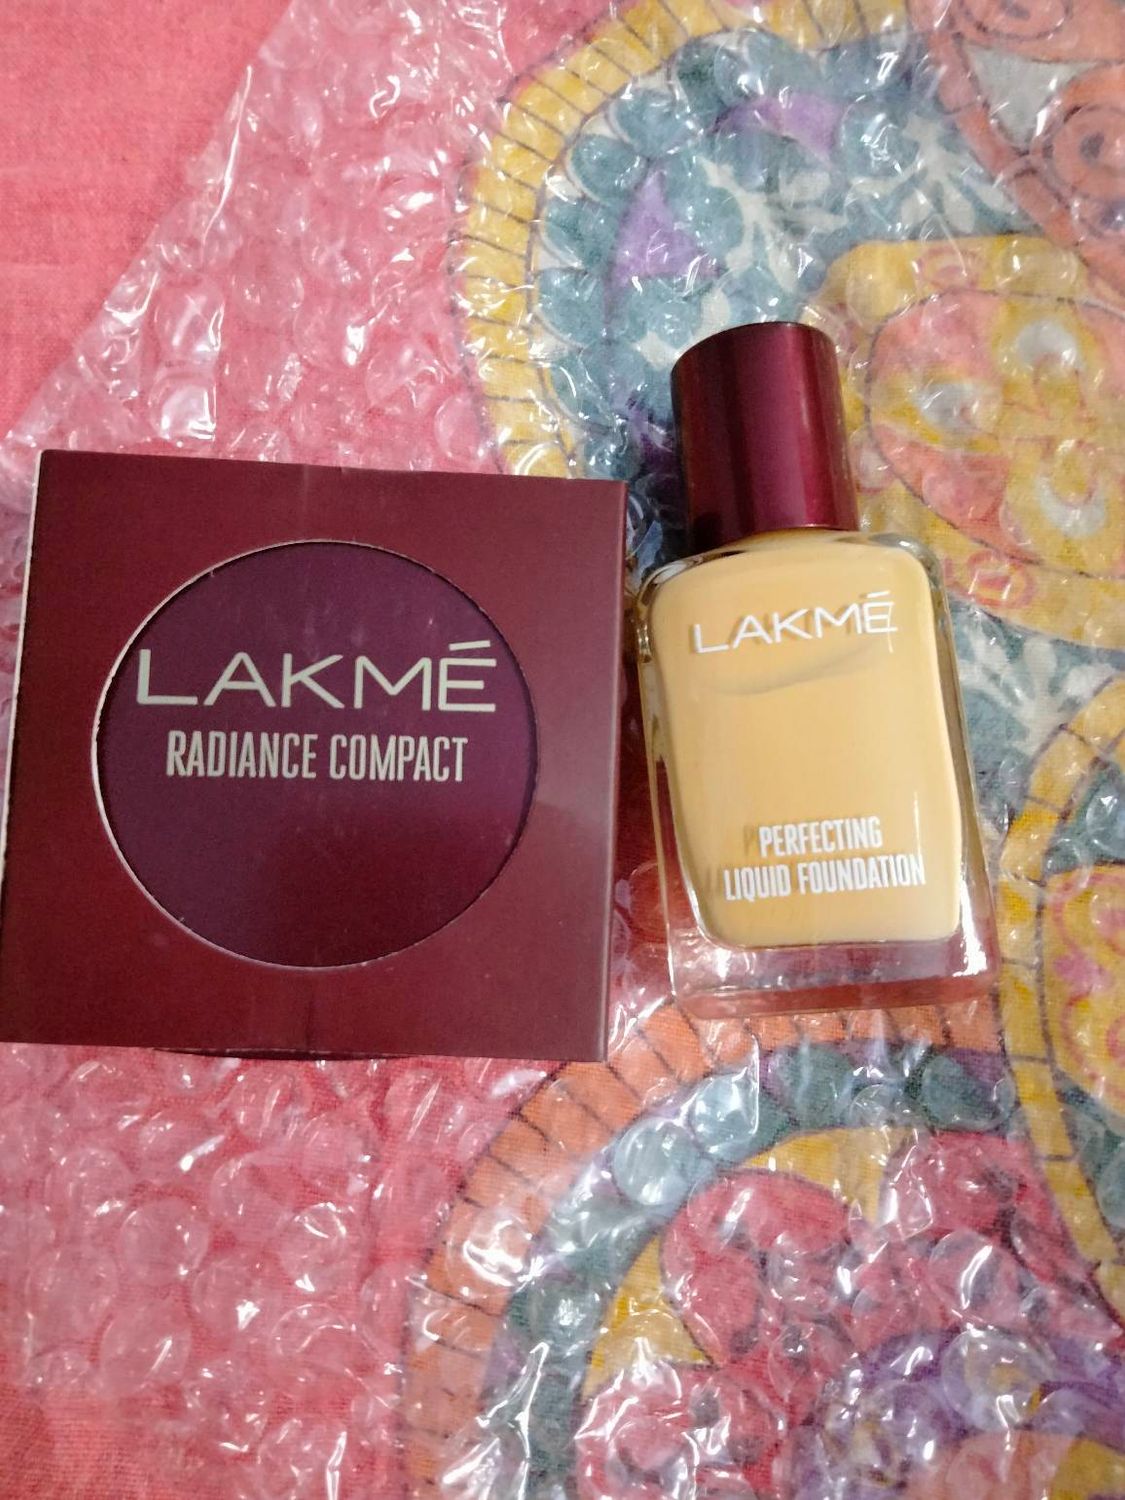 LAKMÉ
RADIANCE COMPACT
LAKMÉ
PERFECTING
LIQUID FOUNDATION